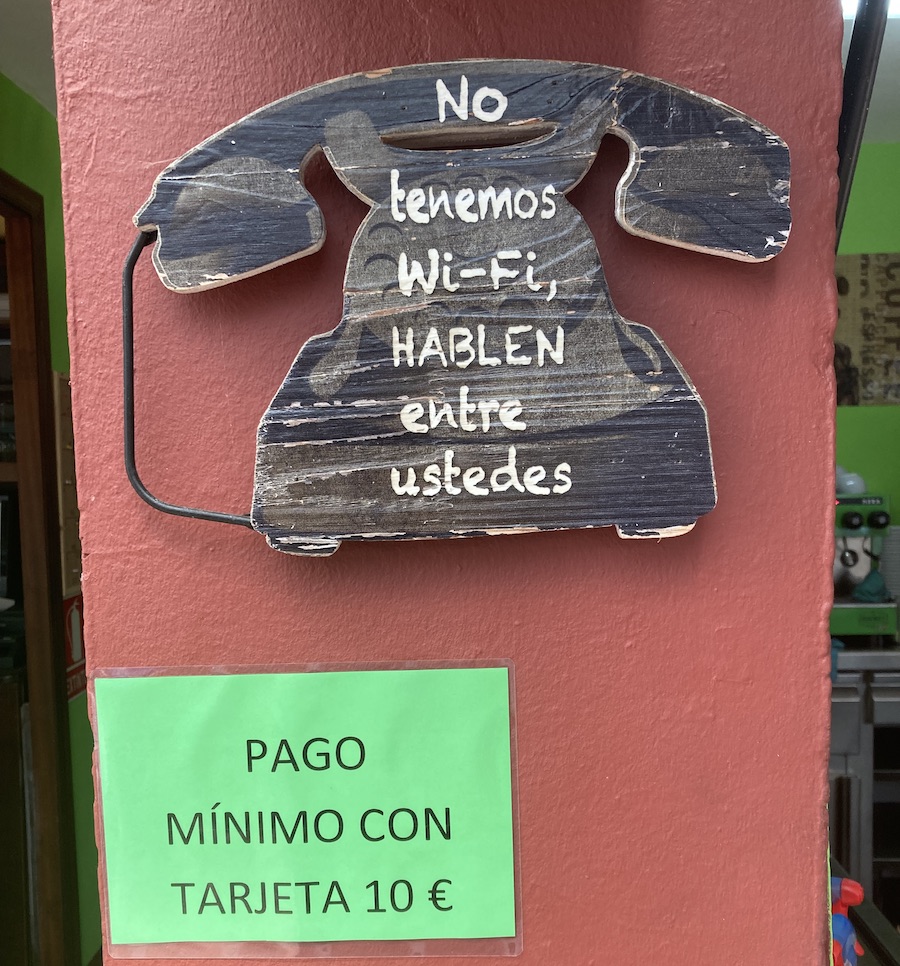 NO
tenemos
Wi-Fi,
HABLEN
entre
ustedes
PAGO
MÍNIMO CON
TARJETA 10 €